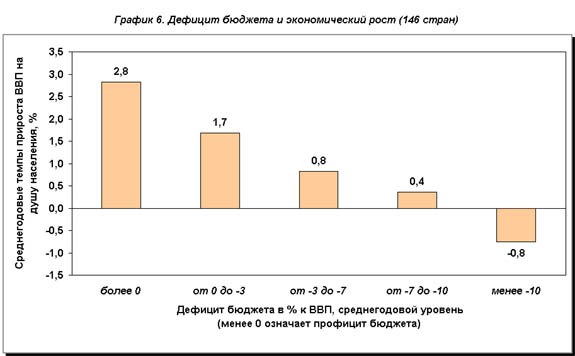 График 6. Дефицит бюджета и экономический рост (146 стран)
Среднегодовые темпы прироста ВВП на
душу населения, %
3,5
3,0
2,5
2,0
1,5
1,0
0,5
0,0
-0,5
-1,0
-1,5
2,8
1,7
0,8
0,4
-0,8
более 0
от 0 до -3
от -3 до -7
от -7 до -10
менее -10
Дефицит бюджета в % к ВВП, среднегодовой уровень
(менее 0 означает профицит бюджета)